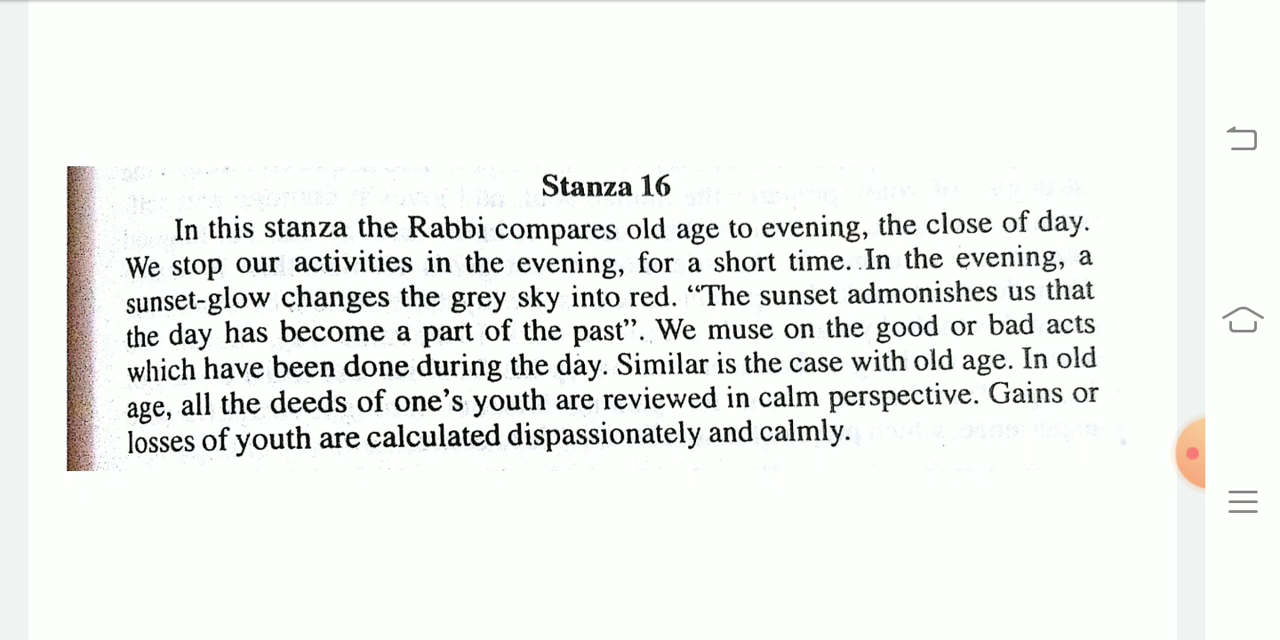 Stanza 16
In this stanza the Rabbi compares old age to evening, the close of day.
We stop our activities in the evening, for a short time. In the evening, a
sunset-glow changes the grey sky into red. “The sunset admonishes us that
the day has become a part of the past”. We muse on the good or bad acts
which have been done during the day. Similar is the case with old age. In old
age, all the deeds of one’s youth are reviewed in calm perspective. Gains or
losses of youth are calculated dispassionately and calmly.